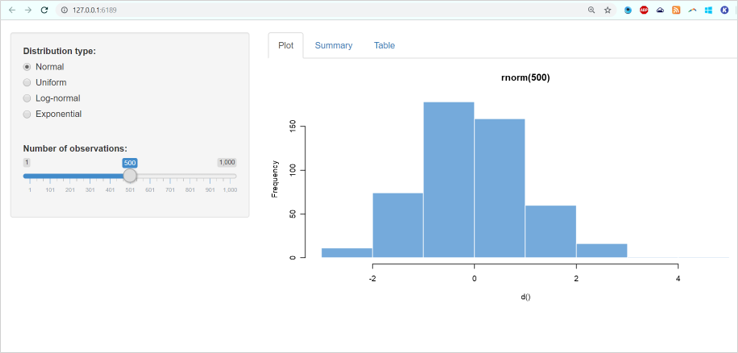 127.0.0.1:6189
Distribution type:
Normal
Uniform
Log-normal
Exponential
Number of observations:
1 500 1,000
1 101 201 301 401 501 601 701 801 901 1,000
Plot Summary Table
rnorm(500)
Frequency
150
100
50
0
-2 0 2 4
d()